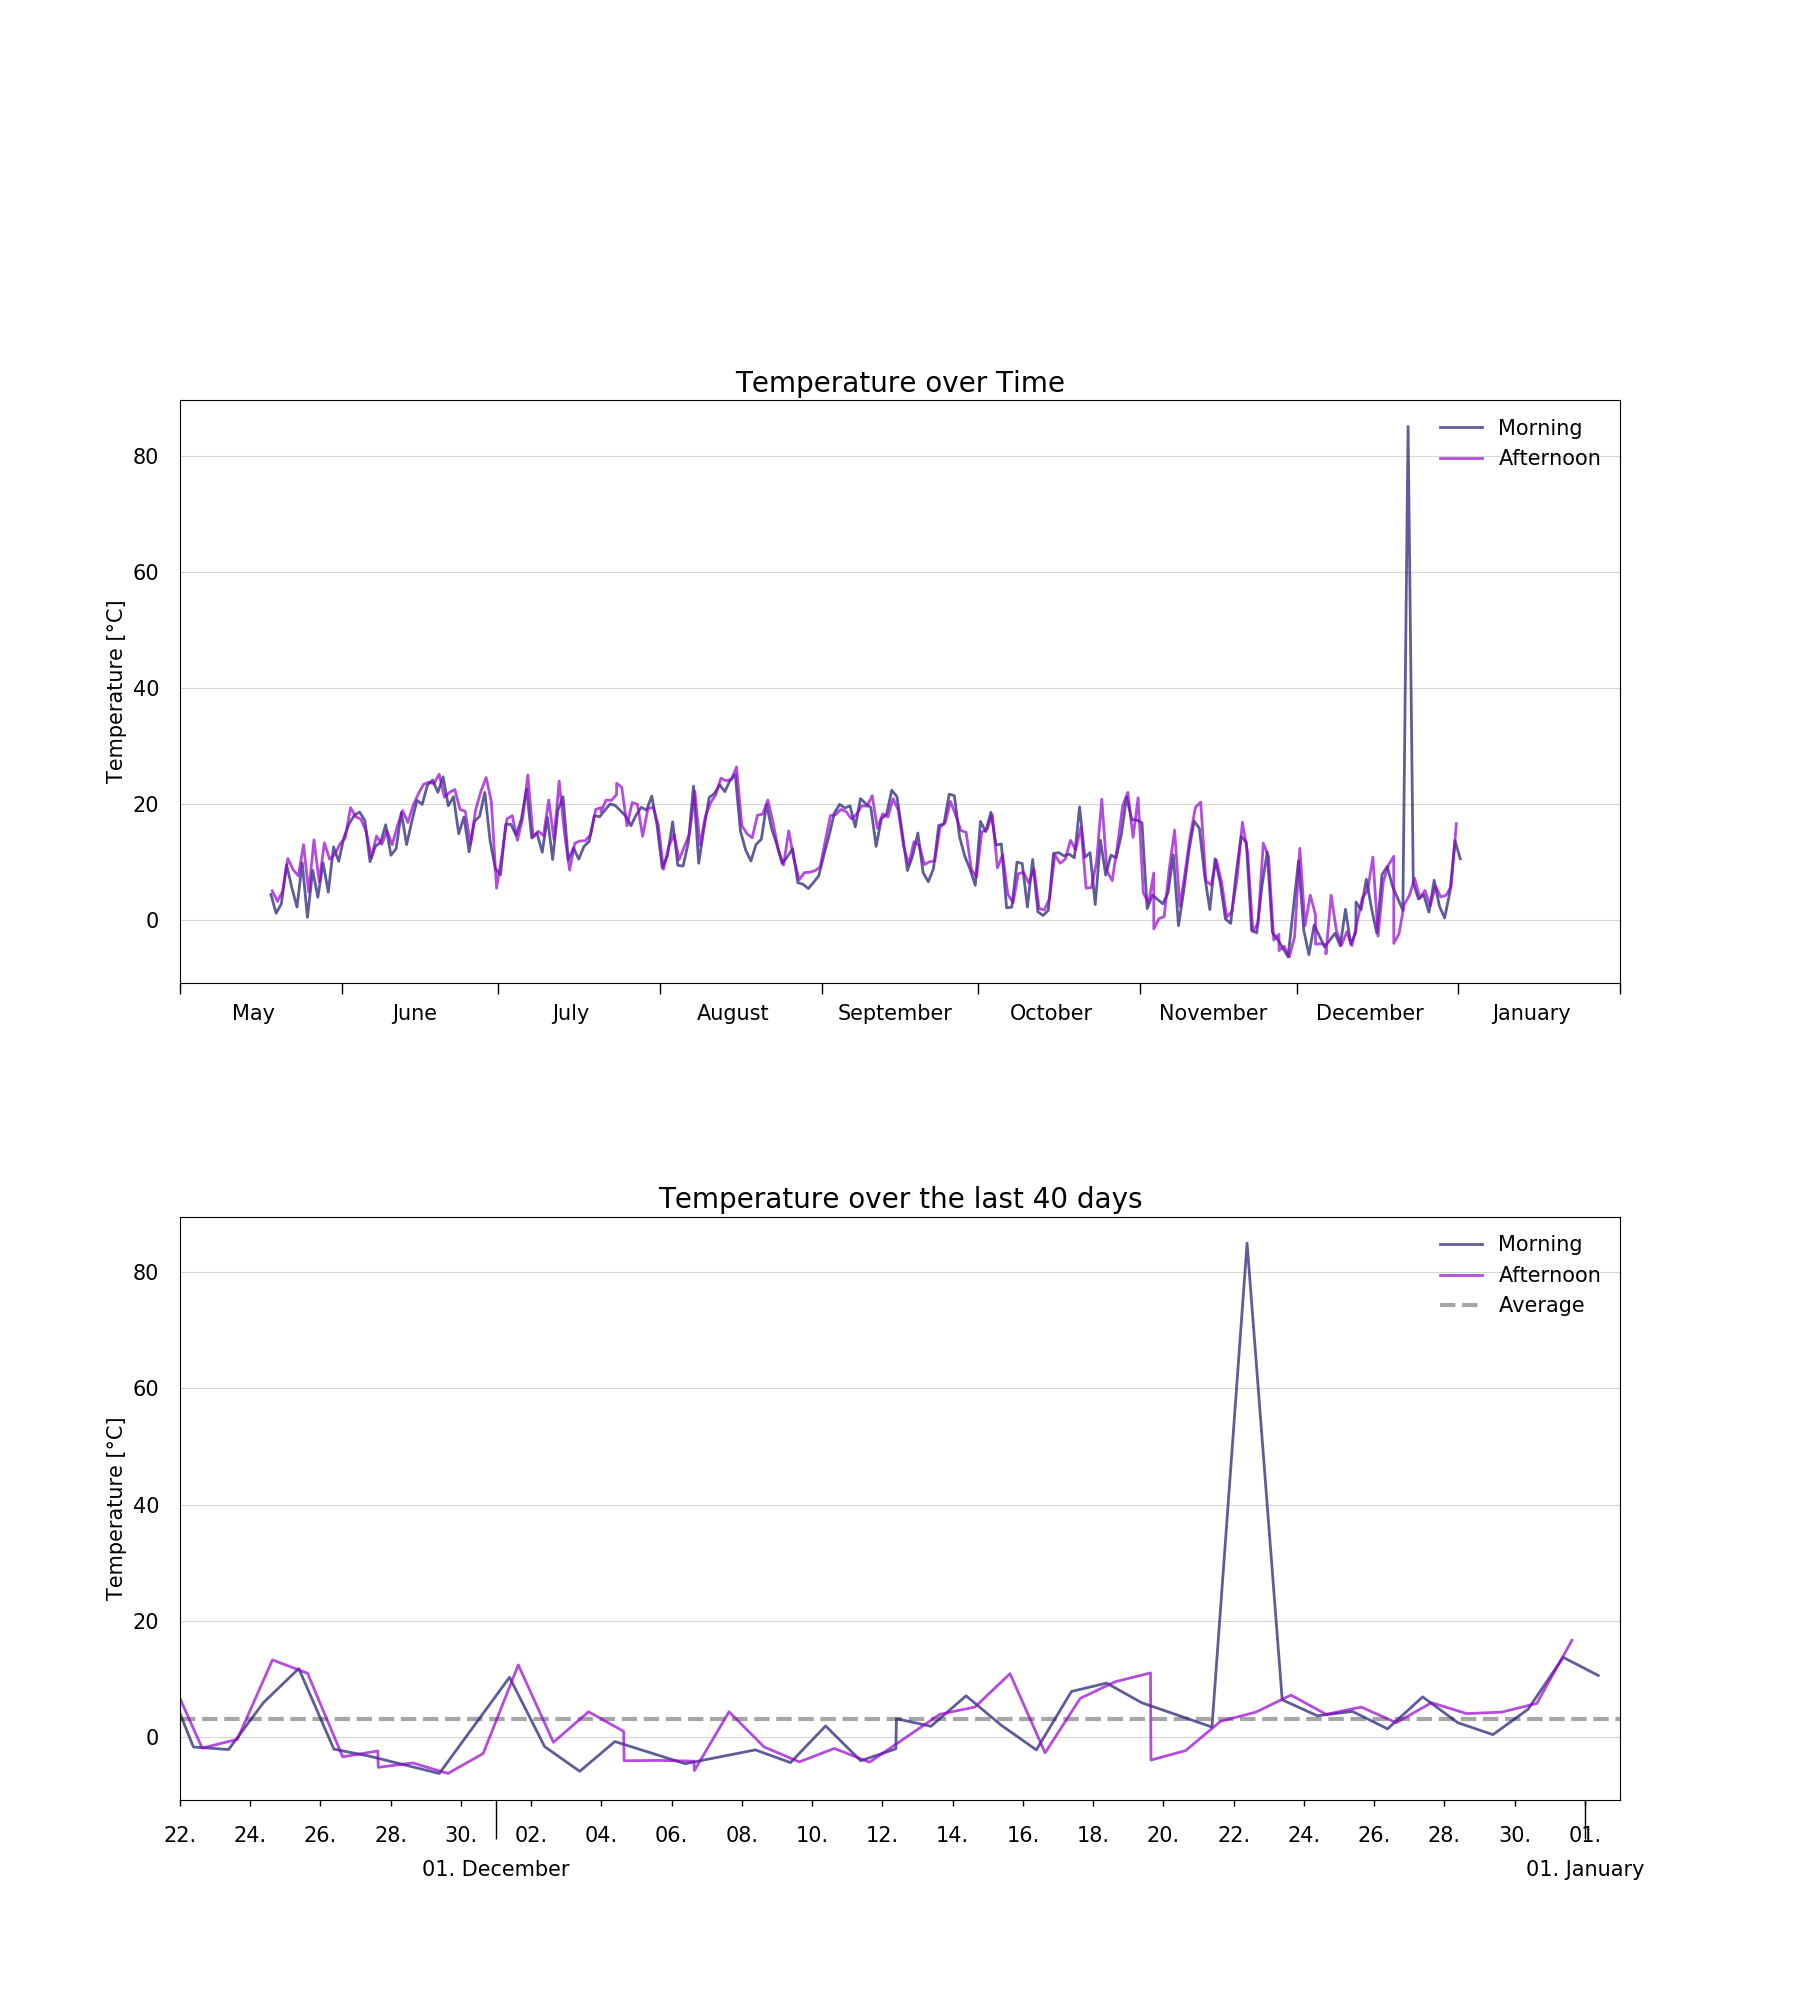 Temperature over Time
Morning
Afternoon
80
60
40
20
0
Temperature [°C]
May June July August September October November December January
Temperature over the last 40 days
Morning
Afternoon
Average
80
60
40
20
0
Temperature [°C]
22. 24. 26. 28. 30. 02. 04. 06. 08. 10. 12. 14. 16. 18. 20. 22. 24. 26. 28. 30. 01.
01. December 01. January